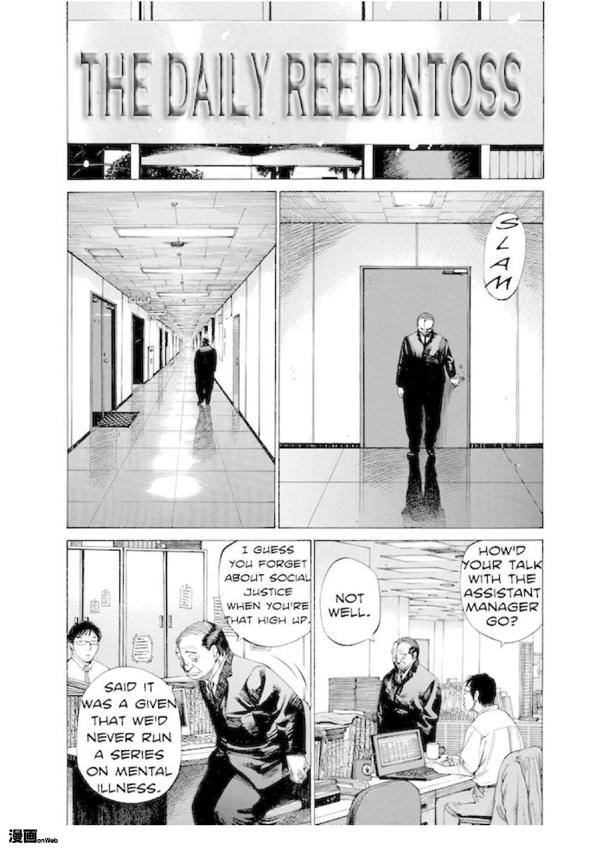 THE DAILY REEDINTOSS
SLAM
HOW'D
YOUR TALK
WITH THE
ASSISTANT
MANAGER
GO?
NOT
WELL.
I GUESS
YOU FORGET
ABOUT SOCIAL
JUSTICE
WHEN YOU'RE
THAT HIGH UP.
SAID IT
WAS A GIVEN
THAT WE'D
NEVER RUN
A SERIES
ON MENTAL
ILLNESS.
漫画onWeb